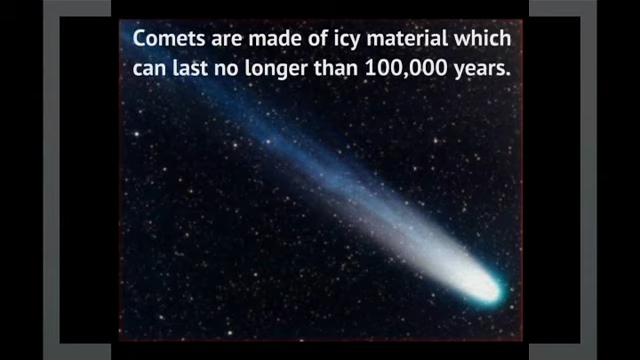 Comets are made of icy material which
can last no longer than 100,000 years.